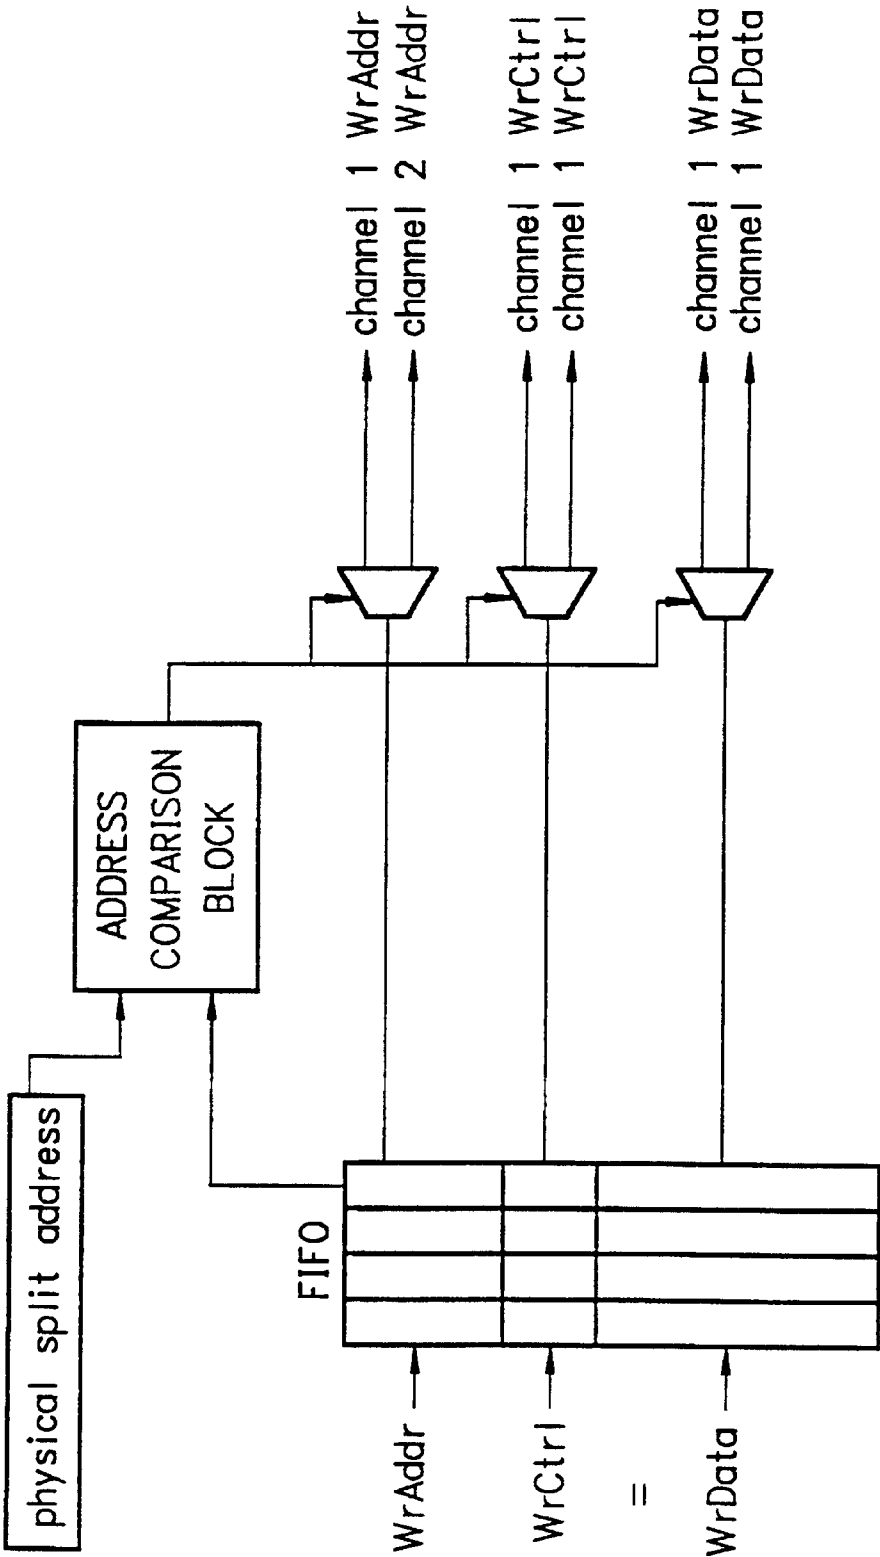 physical split address
ADDRESS
COMPARISON
BLOCK
FIFO
WrAddr
WrCtrl
=
WrData
channel 1 WrAddr
channel 2 WrAddr
channel 1 WrCtrl
channel 1 WrCtrl
channel 1 WrData
channel 1 WrData